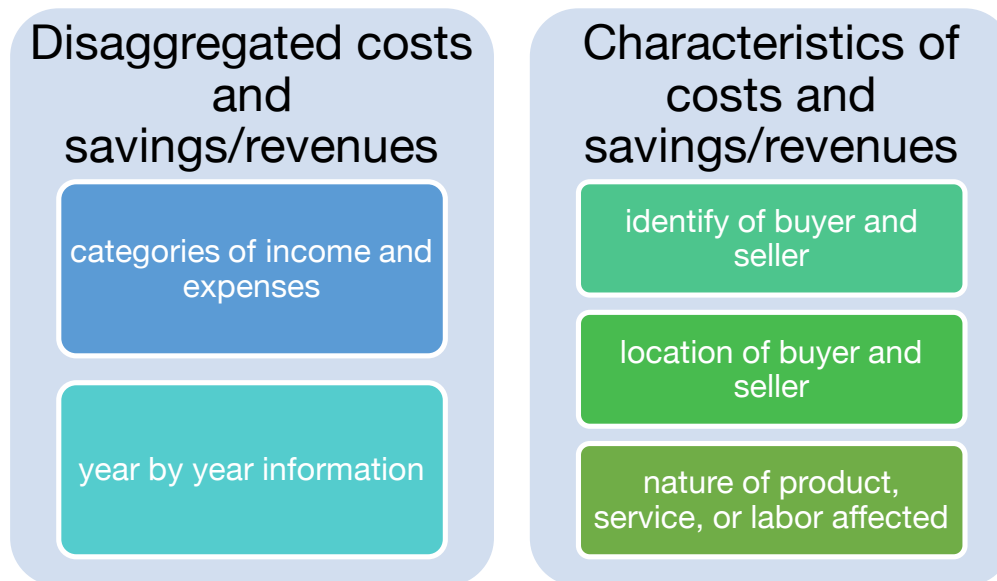 Disaggregated costs
and
savings/revenues
categories of income and
expenses
year by year information
Characteristics of
costs and
savings/revenues
identify of buyer and
seller
location of buyer and
seller
nature of product,
service, or labor affected